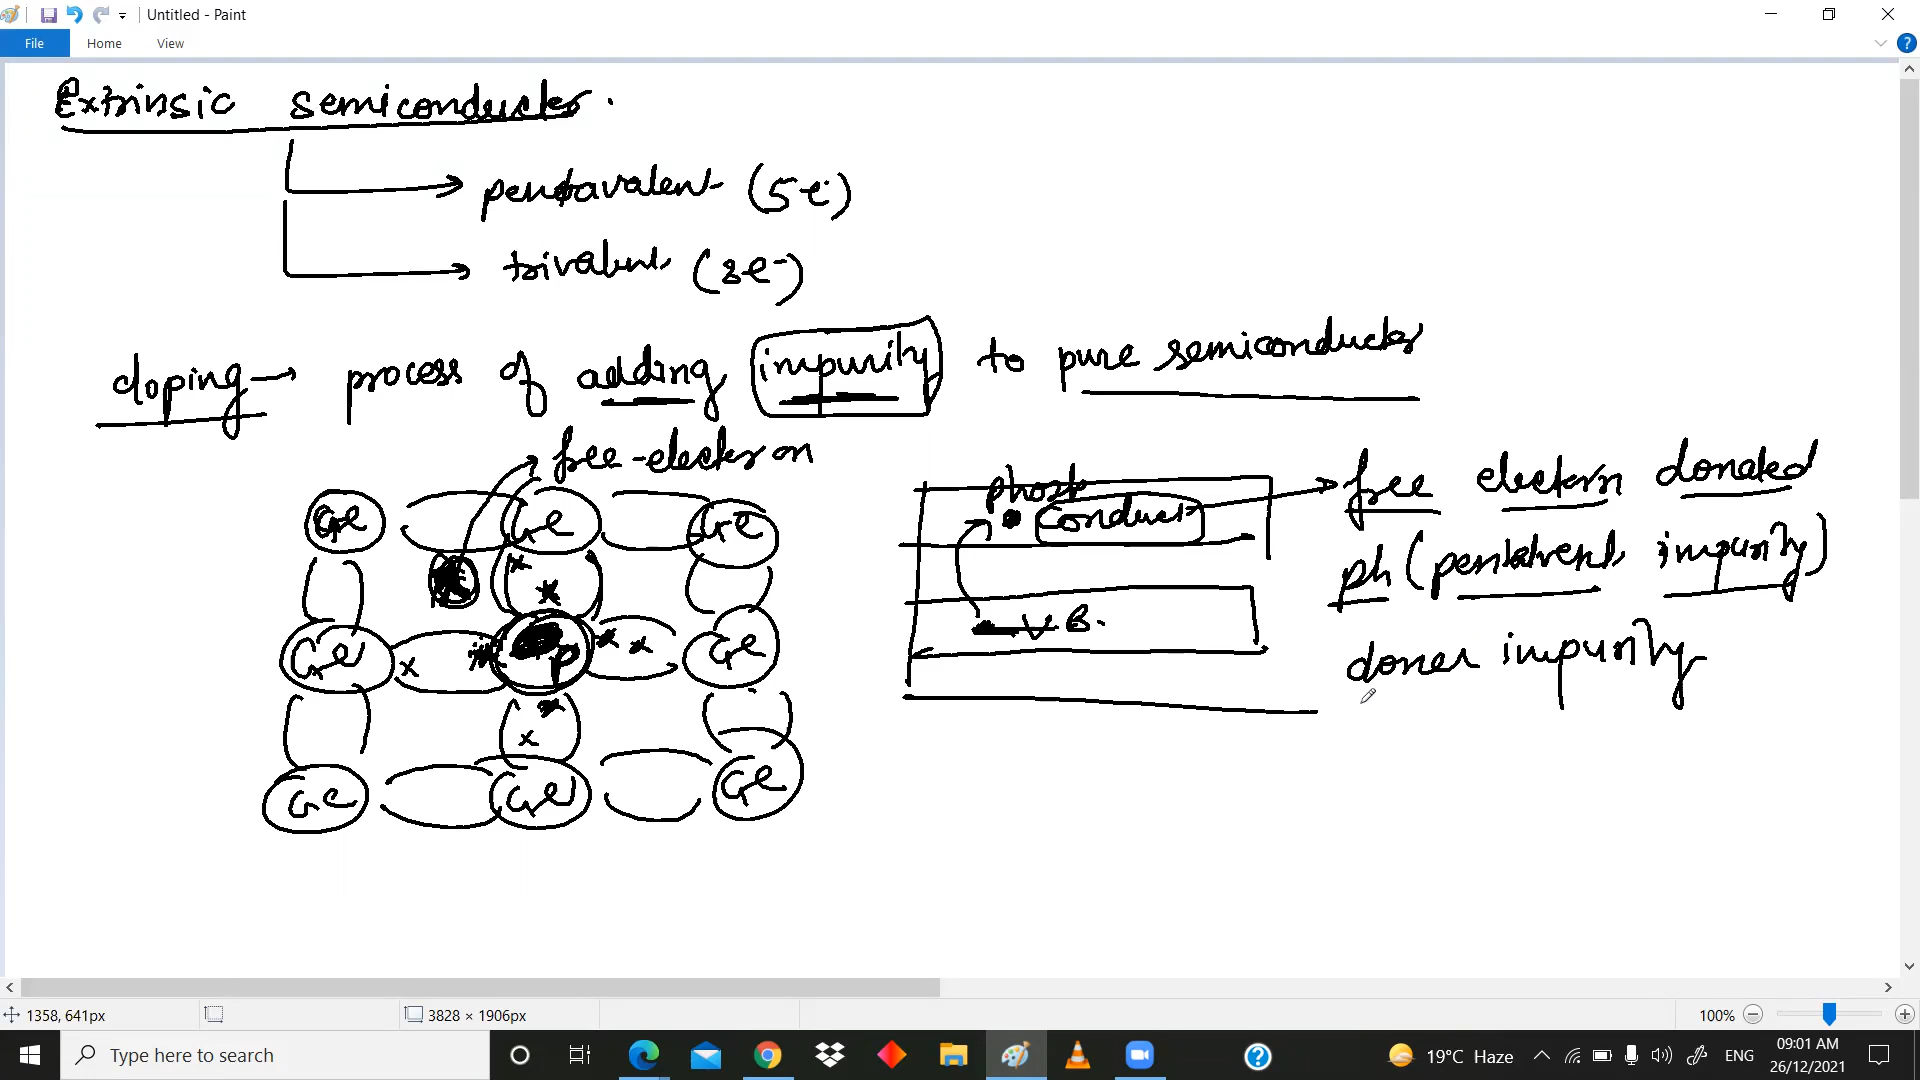 Untitled - Paint
File Home View
Extrinsic semiconductor.
pentavalent (5e-)
trivalent (3e-)
doping → process of adding impurity to pure semiconductor
free-electron
phosp
free electron donated
Ge Ge Ge
conduct
ph (pentalvent impurity)
x x
Ge x P x x Ge
V B.
doner impurity
x x
Ge Ge Ge
1358, 641px 3828 × 1906px 100%
Type here to search
19°C Haze ENG 09:01 AM
26/12/2021